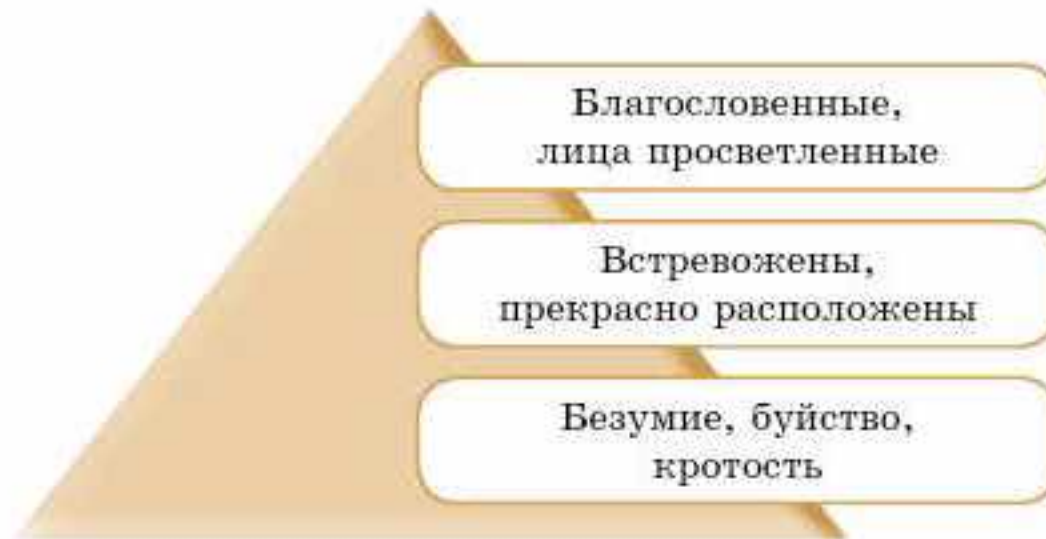 Благословенные,
лица просветленные
Встревожены,
прекрасно расположены
Безумие, буйство,
кротость